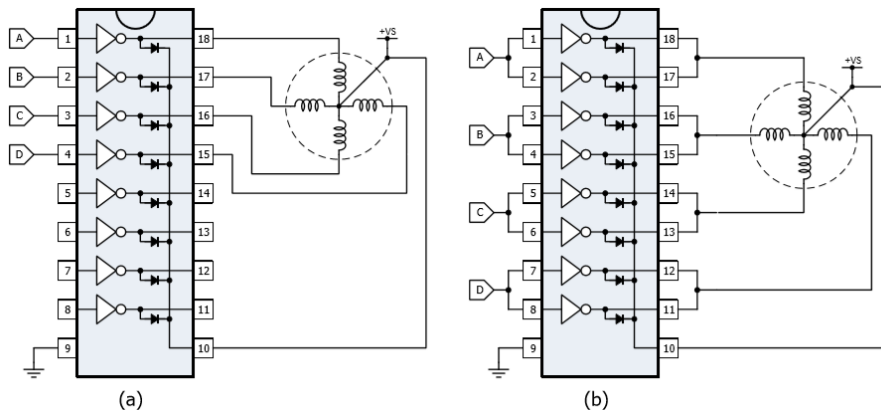 A 1 18 +VS
B 2 17
C 3 16
D 4 15
5 14
6 13
7 12
8 11
9 10
(a)
A 1 18
2 17 +VS
B 3 16
4 15
C 5 14
6 13
D 7 12
8 11
9 10
(b)